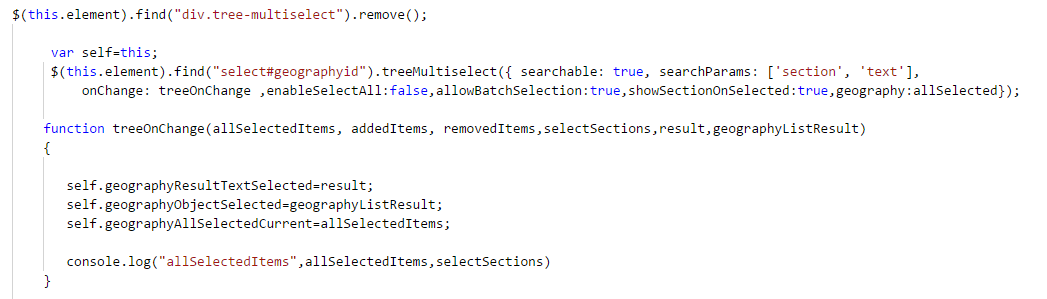 $(this.element).find("div.tree-multiselect").remove();
var self=this;
$(this.element).find("select#geographyid").treeMultiselect({ searchable: true, searchParams: ['section', 'text'],
onChange: treeOnChange ,enableSelectAll:false,allowBatchSelection:true,showSectionOnSelected:true,geography:allSelected});
function treeOnChange(allSelectedItems, addedItems, removedItems,selectSections,result,geographyListResult)
{
self.geographyResultTextSelected=result;
self.geographyObjectSelected=geographyListResult;
self.geographyAllSelectedCurrent=allSelectedItems;
console.log("allSelectedItems",allSelectedItems,selectSections)
}